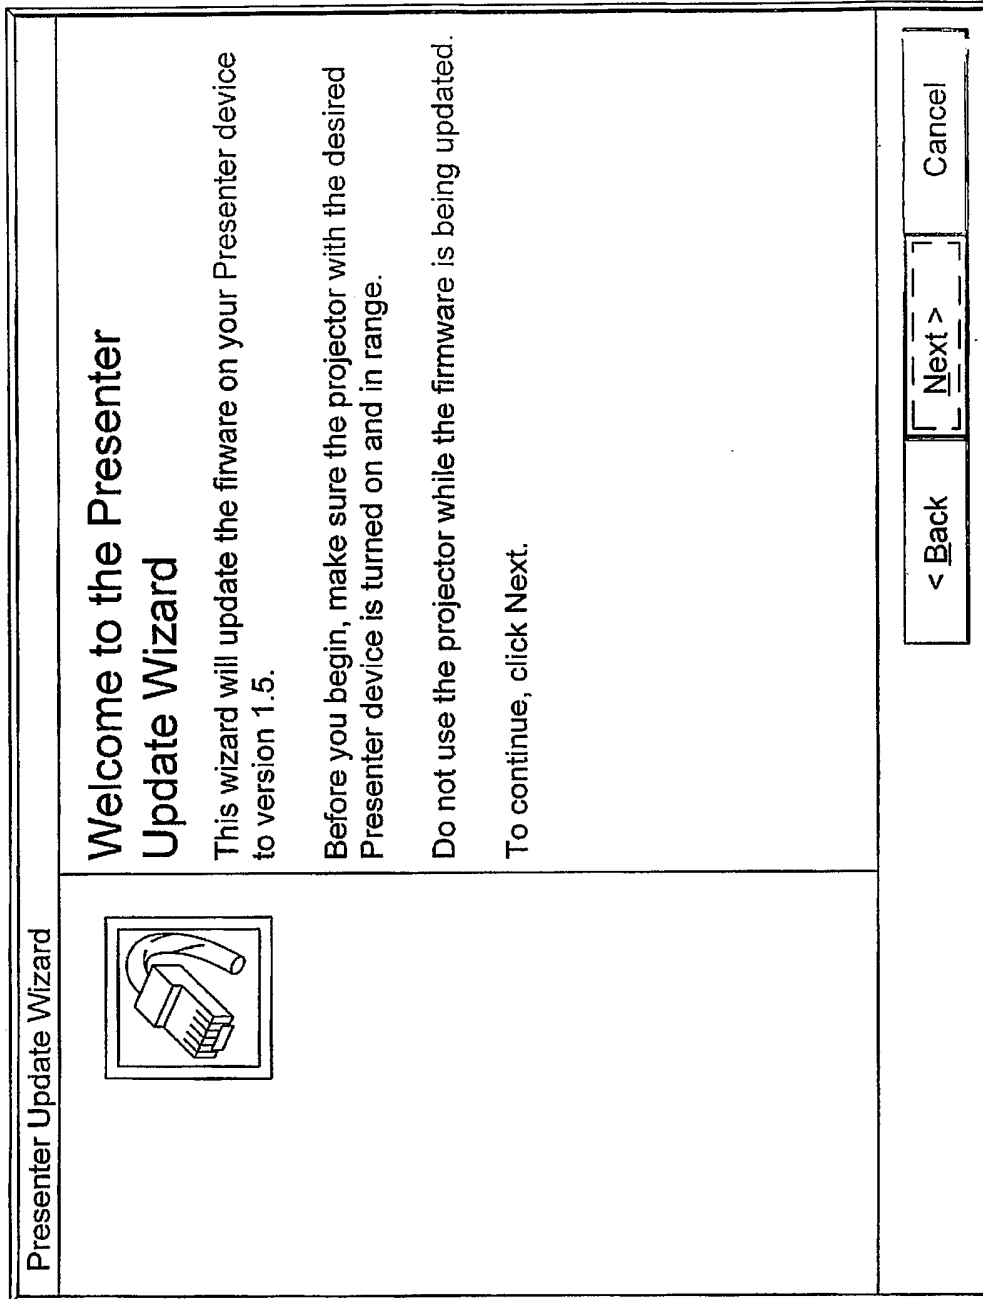 Presenter Update Wizard
Welcome to the Presenter
Update Wizard
This wizard will update the firware on your Presenter device
to version 1.5.
Before you begin, make sure the projector with the desired
Presenter device is turned on and in range.
Do not use the projector while the firmware is being updated.
To continue, click Next.
< Back
Next >
Cancel